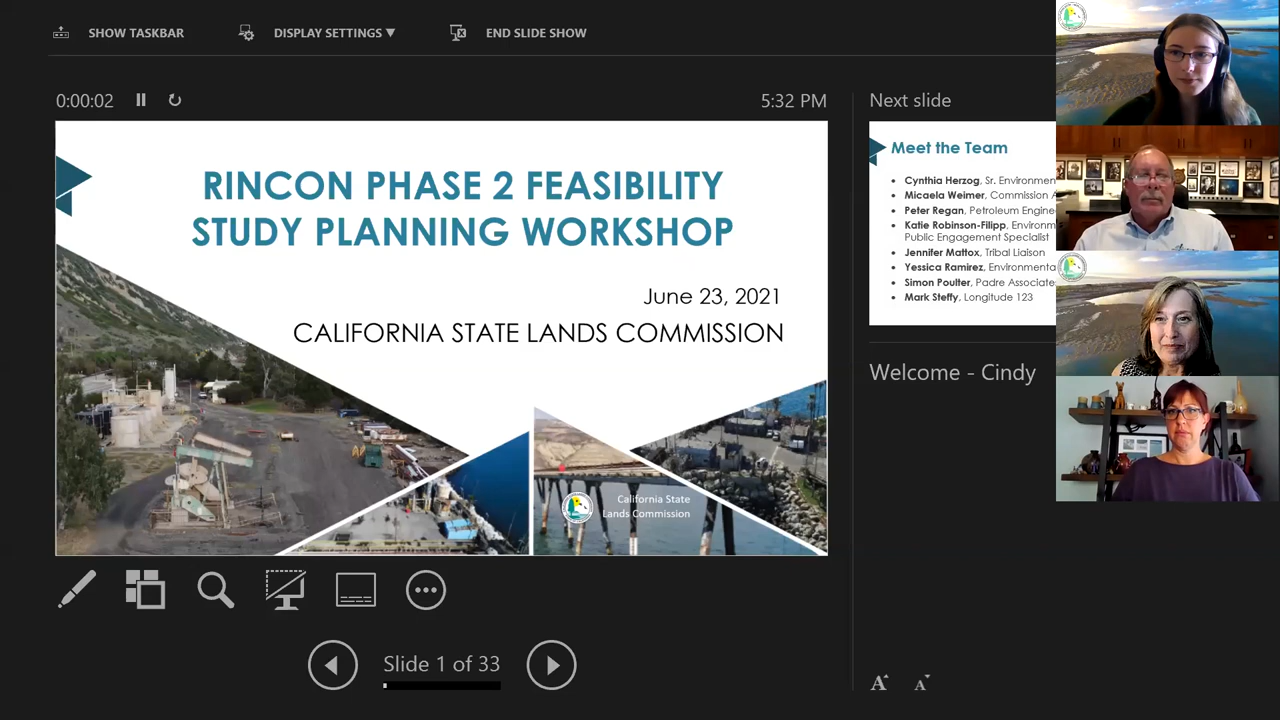 SHOW TASKBAR
DISPLAY SETTINGS ▼
END SLIDE SHOW
0:00:02
5:32 PM
RINCON PHASE 2 FEASIBILITY
STUDY PLANNING WORKSHOP
June 23, 2021
CALIFORNIA STATE LANDS COMMISSION
California State
Lands Commission
Slide 1 of 33
Next slide
Meet the Team
• Cynthia Herzog, Sr. Environmen
• Micaela Weimer, Commission A
• Peter Regan, Petroleum Engine
• Katie Robinson-Filipp, Environm
Public Engagement Specialist
• Jennifer Mattox, Tribal Liaison
• Yessica Ramirez, Environmenta
• Simon Poulter, Padre Associate
• Mark Steffy, Longitude 123
Welcome - Cindy
A
A